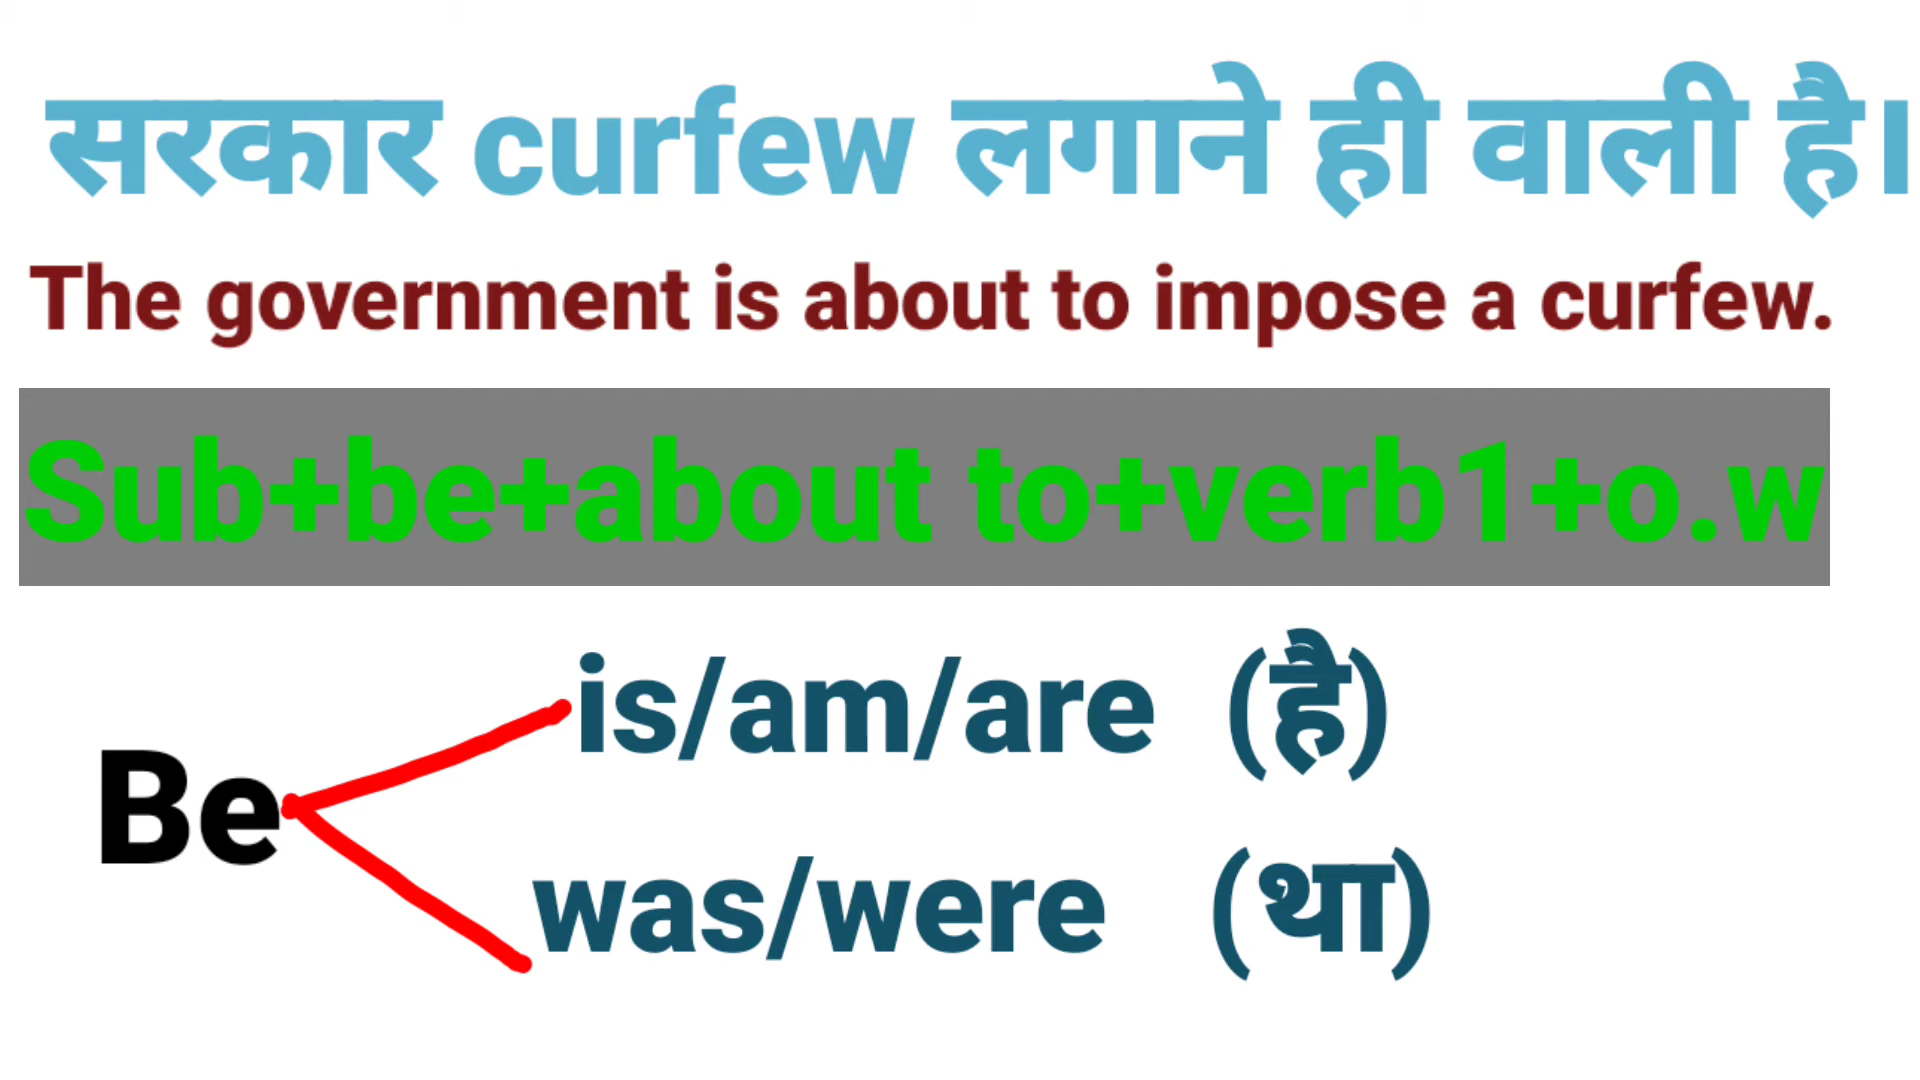 सरकार curfew लगाने ही वाली है।
The government is about to impose a curfew.
Sub+be+about to+verb1+o.w
is/am/are (है)
Be
was/were (था)